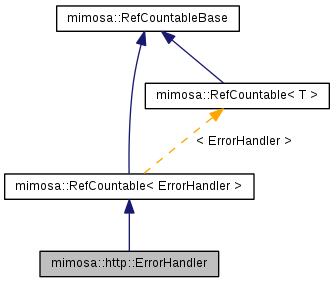 mimosa::RefCountableBase
mimosa::RefCountable< T >
< ErrorHandler >
mimosa::RefCountable< ErrorHandler >
mimosa::http::ErrorHandler